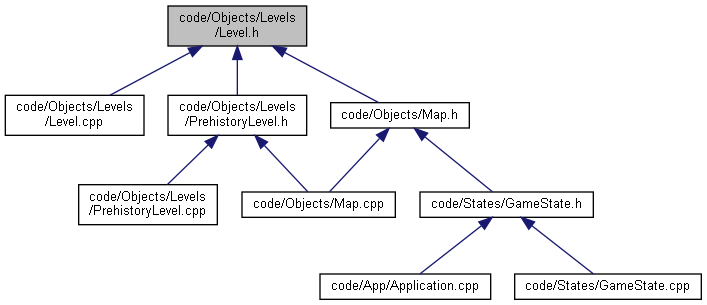 code/Objects/Levels
/Level.h
code/Objects/Levels
/Level.cpp
code/Objects/Levels
/PrehistoryLevel.h
code/Objects/Map.h
code/Objects/Levels
/PrehistoryLevel.cpp
code/Objects/Map.cpp
code/States/GameState.h
code/App/Application.cpp
code/States/GameState.cpp